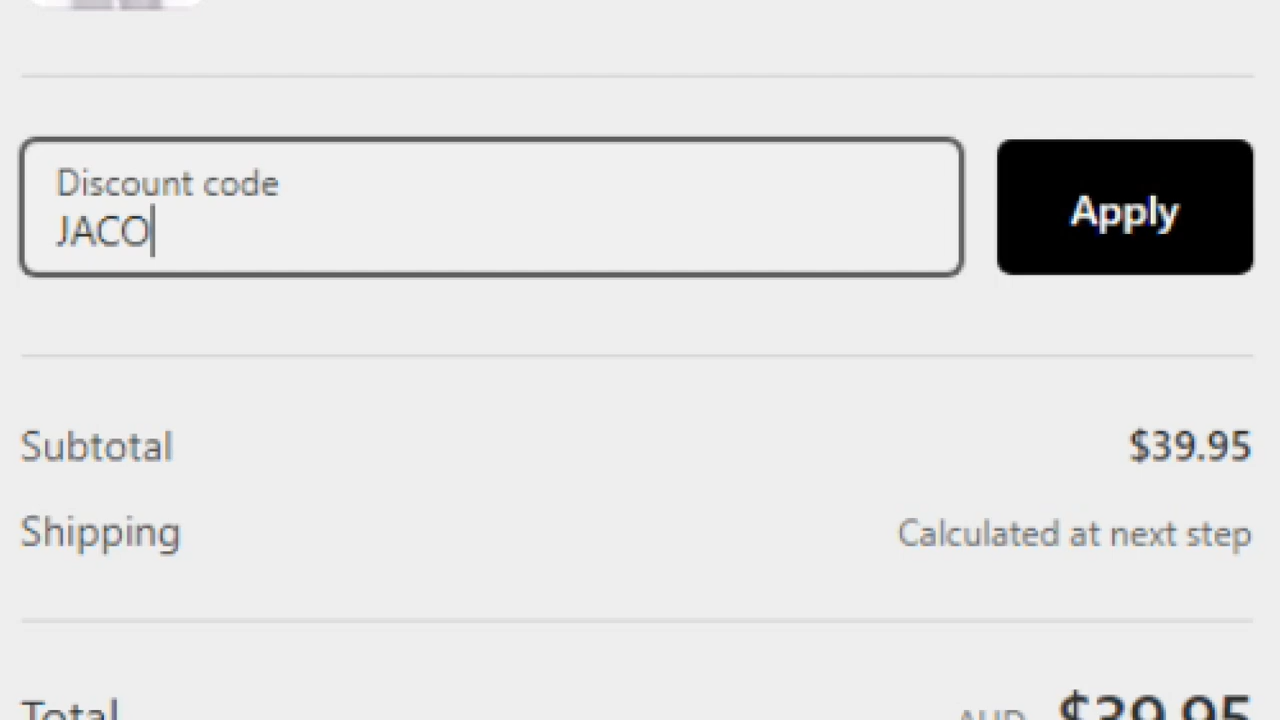 Discount code
JACO
Apply
Subtotal $39.95
Shipping Calculated at next step
Total AUD $39.95